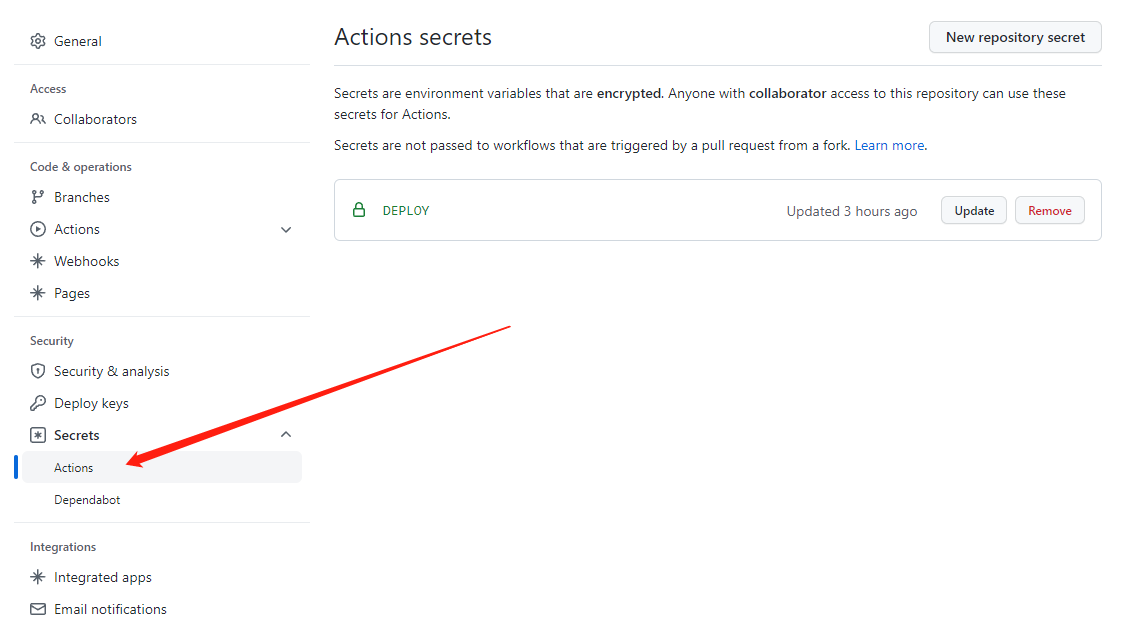 General
Access
Collaborators
Code & operations
Branches
Actions
Webhooks
Pages
Security
Security & analysis
Deploy keys
Secrets
Actions
Dependabot
Integrations
Integrated apps
Email notifications
Actions secrets
New repository secret
Secrets are environment variables that are encrypted. Anyone with collaborator access to this repository can use these
secrets for Actions.
Secrets are not passed to workflows that are triggered by a pull request from a fork. Learn more.
DEPLOY Updated 3 hours ago Update Remove